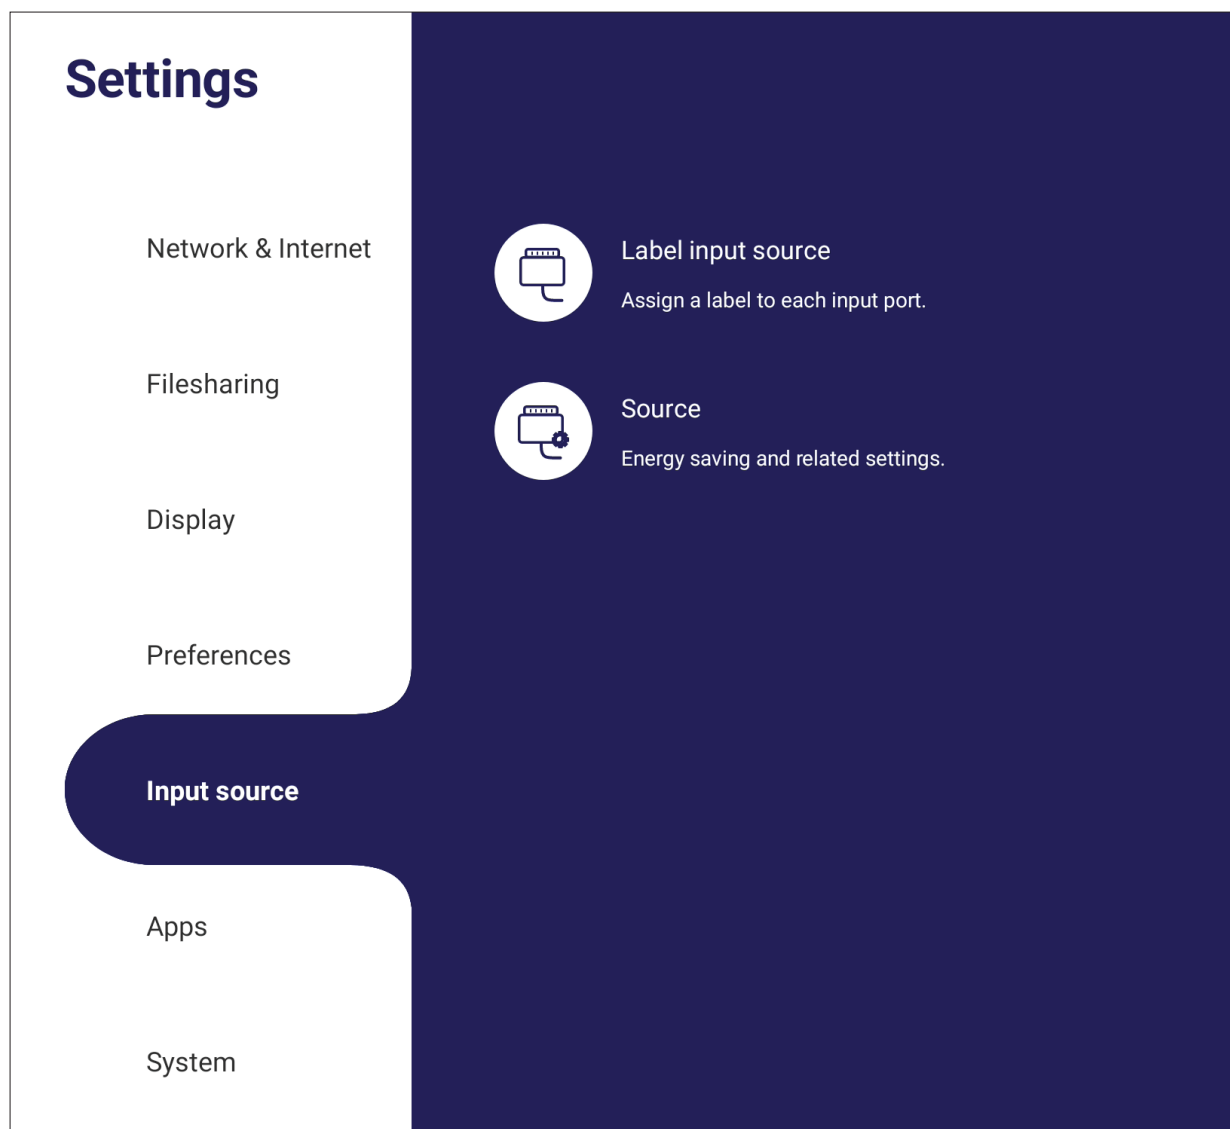 Settings
Network & Internet
Filesharing
Display
Preferences
Input source
Apps
System
Label input source
Assign a label to each input port.
Source
Energy saving and related settings.